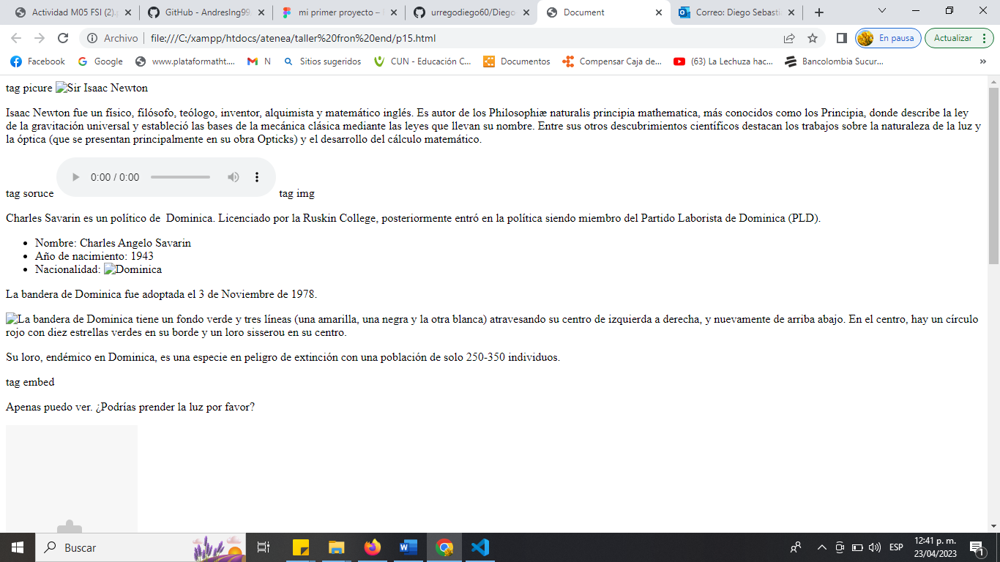 Actividad M05 FSI (2).p
GitHub - AndresIng99
mi primer proyecto –
urregodiego60/Diego
Document
Correo: Diego Sebasti
Archivo
file:///C:/xampp/htdocs/atenea/taller%20fron%20end/p15.html
En pausa
Actualizar
Facebook
Google
www.plataformatht....
N
Sitios sugeridos
CUN - Educación C...
Documentos
Compensar Caja de...
(63) La Lechuza hac...
Bancolombia Sucur...
»
tag picure Sir Isaac Newton
Isaac Newton fue un físico, filósofo, teólogo, inventor, alquimista y matemático inglés. Es autor de los Philosophiæ naturalis principia mathematica, más conocidos como los Principia, donde describe la ley
de la gravitación universal y estableció las bases de la mecánica clásica mediante las leyes que llevan su nombre. Entre sus otros descubrimientos científicos destacan los trabajos sobre la naturaleza de la luz y
la óptica (que se presentan principalmente en su obra Opticks) y el desarrollo del cálculo matemático.
0:00 / 0:00
tag soruce tag img
Charles Savarin es un político de Dominica. Licenciado por la Ruskin College, posteriormente entró en la política siendo miembro del Partido Laborista de Dominica (PLD).
• Nombre: Charles Angelo Savarin
• Año de nacimiento: 1943
• Nacionalidad: Dominica
La bandera de Dominica fue adoptada el 3 de Noviembre de 1978.
La bandera de Dominica tiene un fondo verde y tres líneas (una amarilla, una negra y la otra blanca) atravesando su centro de izquierda a derecha, y nuevamente de arriba abajo. En el centro, hay un círculo
rojo con diez estrellas verdes en su borde y un loro sisserou en su centro.
Su loro, endémico en Dominica, es una especie en peligro de extinción con una población de solo 250-350 individuos.
tag embed
Apenas puedo ver. ¿Podrías prender la luz por favor?
Buscar
ESP
12:41 p. m.
23/04/2023
1